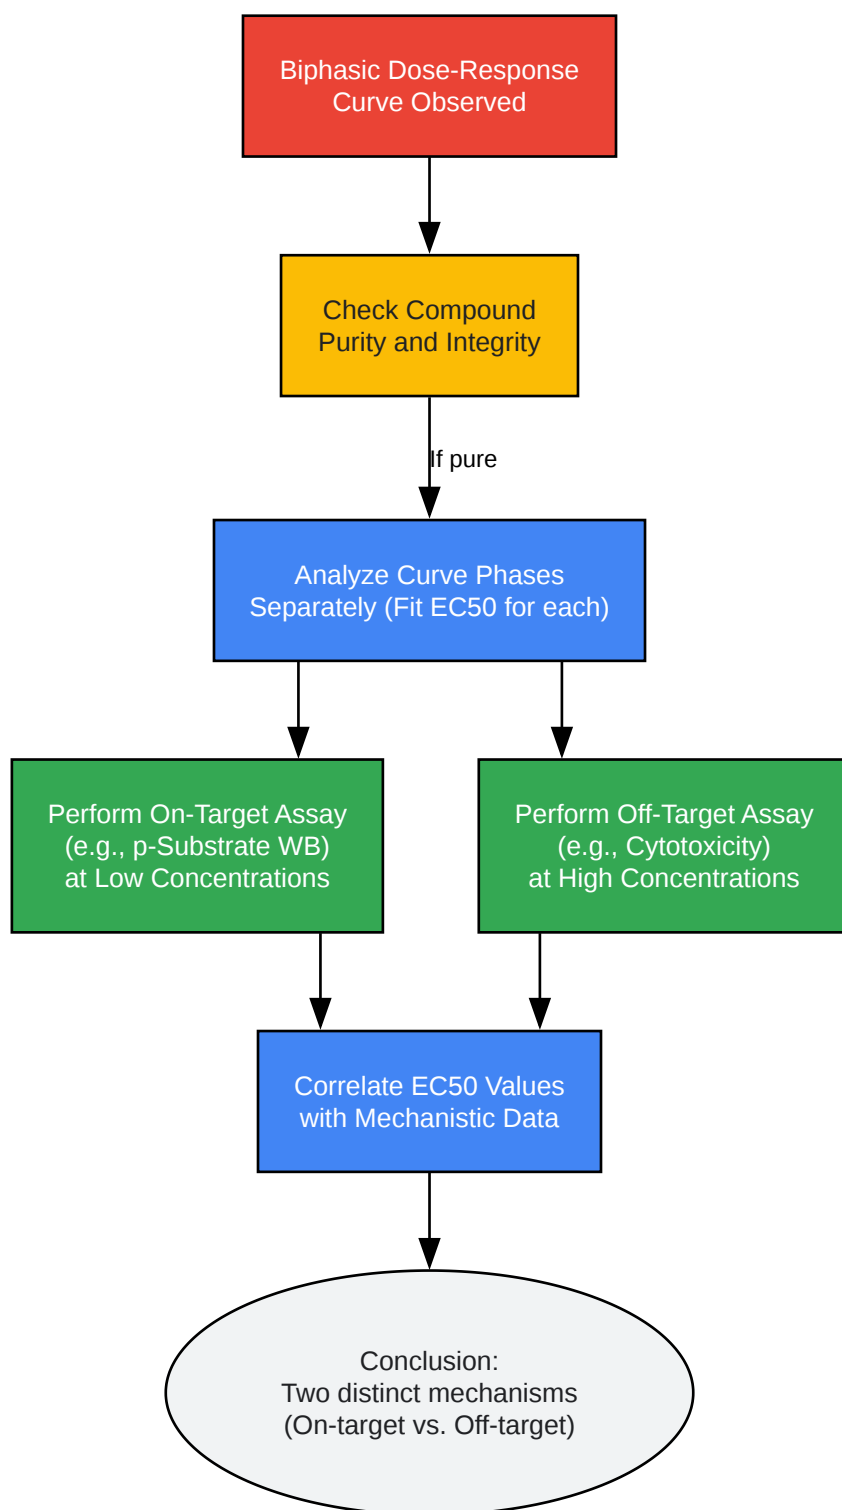 Biphasic Dose-Response
Curve Observed
Check Compound
Purity and Integrity
If pure
Analyze Curve Phases
Separately (Fit EC50 for each)
Perform On-Target Assay
(e.g., p-Substrate WB)
at Low Concentrations
Perform Off-Target Assay
(e.g., Cytotoxicity)
at High Concentrations
Correlate EC50 Values
with Mechanistic Data
Conclusion:
Two distinct mechanisms
(On-target vs. Off-target)